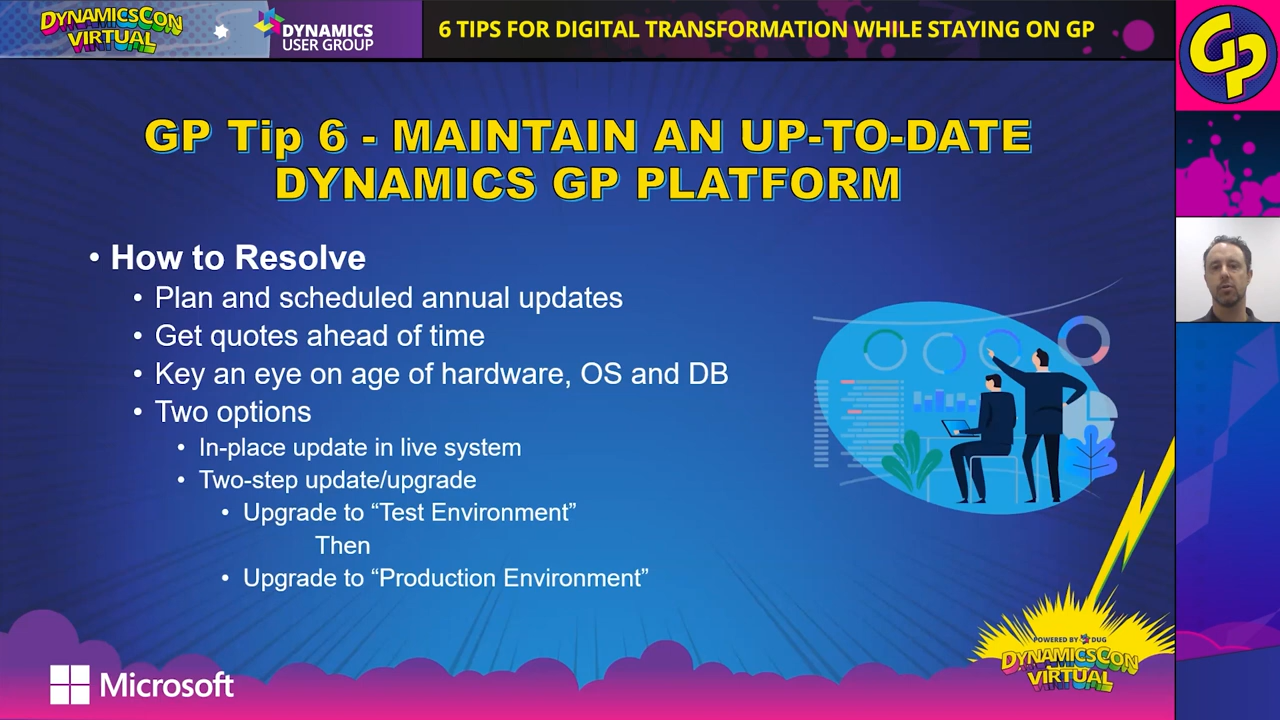 DYNAMICSCON
VIRTUAL
DYNAMICS
USER GROUP
6 TIPS FOR DIGITAL TRANSFORMATION WHILE STAYING ON GP
GP
GP Tip 6 - MAINTAIN AN UP-TO-DATE
DYNAMICS GP PLATFORM
• How to Resolve
• Plan and scheduled annual updates
• Get quotes ahead of time
• Key an eye on age of hardware, OS and DB
• Two options
• In-place update in live system
• Two-step update/upgrade
• Upgrade to “Test Environment”
Then
• Upgrade to “Production Environment”
POWERED BY DUG
DYNAMICSCON
VIRTUAL
Microsoft